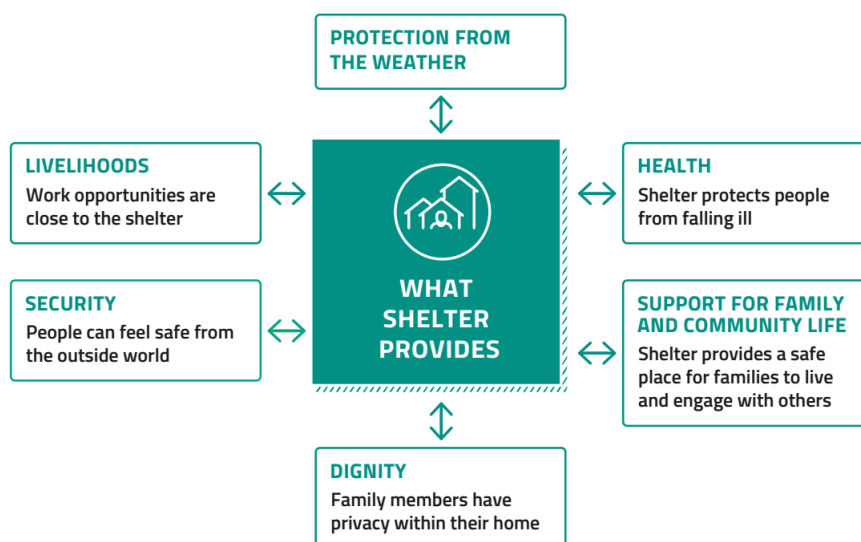 PROTECTION FROM
THE WEATHER
LIVELIHOODS
Work opportunities are
close to the shelter
HEALTH
Shelter protects people
from falling ill
WHAT
SHELTER
PROVIDES
SECURITY
People can feel safe from
the outside world
SUPPORT FOR FAMILY
AND COMMUNITY LIFE
Shelter provides a safe
place for families to live
and engage with others
DIGNITY
Family members have
privacy within their home